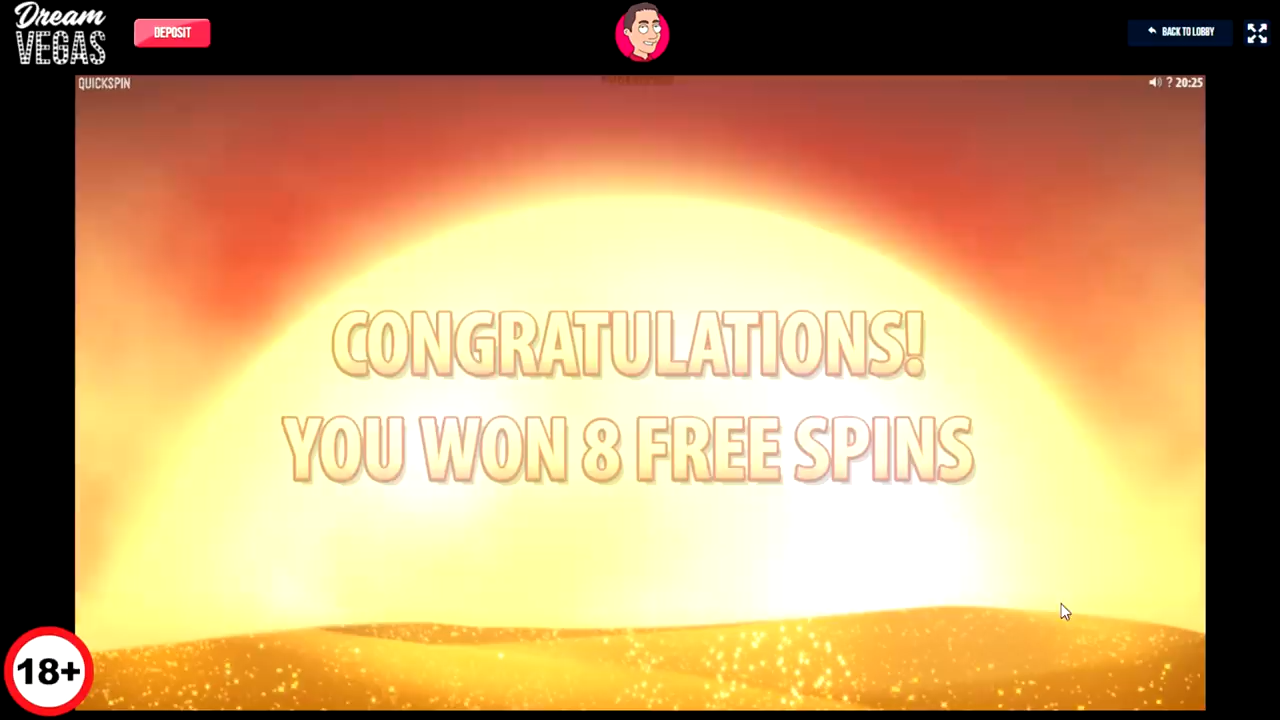 Dream
VEGAS
DEPOSIT
BACK TO LOBBY
QUICKSPIN
? 20:25
CONGRATULATIONS!
YOU WON 8 FREE SPINS
18+